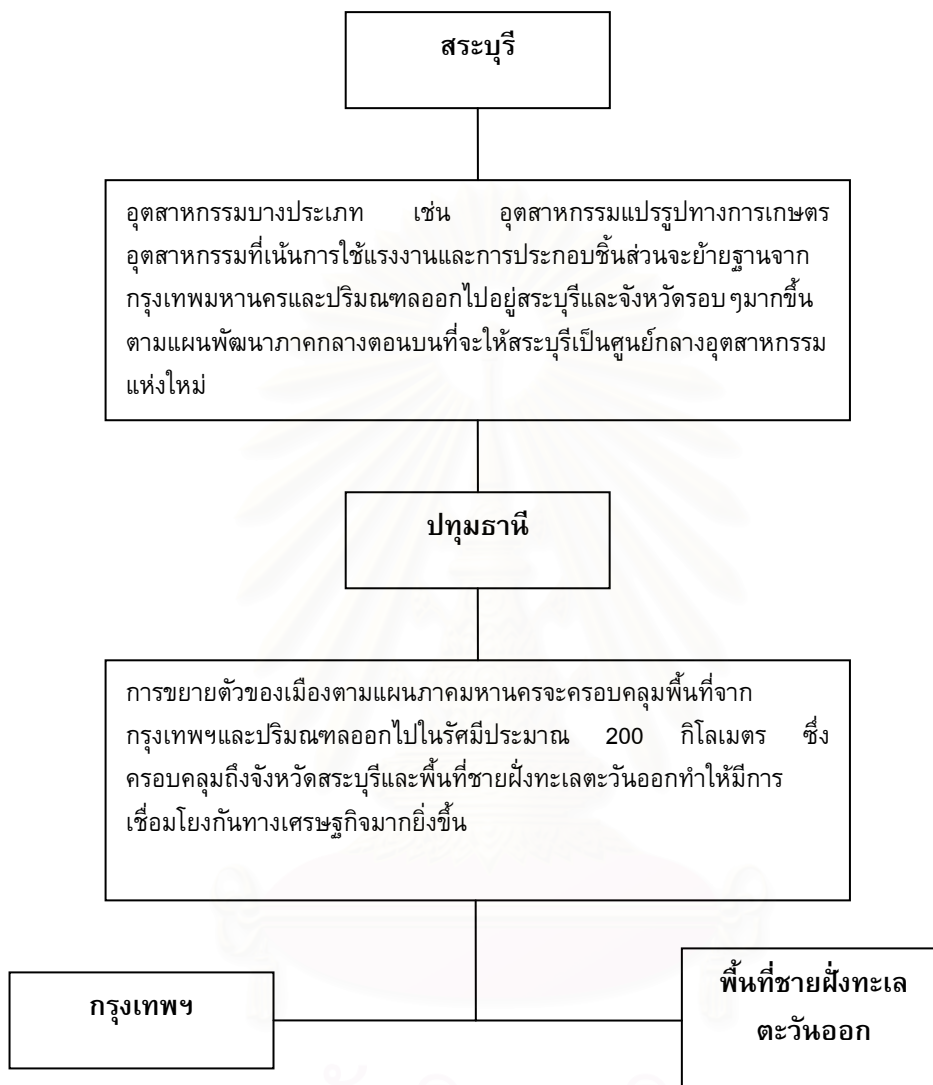 สระบุรี
อุตสาหกรรมบางประเภท เช่น อุตสาหกรรมแปรรูปทางการเกษตร
อุตสาหกรรมที่เน้นการใช้แรงงานและการประกอบชิ้นส่วนจะย้ายฐานจาก
กรุงเทพมหานครและปริมณฑลออกไปอยู่สระบุรีและจังหวัดรอบๆมากขึ้น
ตามแผนพัฒนาภาคกลางตอนบนที่จะให้สระบุรีเป็นศูนย์กลางอุตสาหกรรม
แห่งใหม่
ปทุมธานี
การขยายตัวของเมืองตามแผนภาคมหานครจะครอบคลุมพื้นที่จาก
กรุงเทพฯและปริมณฑลออกไปในรัศมีประมาณ 200 กิโลเมตร ซึ่ง
ครอบคลุมถึงจังหวัดสระบุรีและพื้นที่ชายฝั่งทะเลตะวันออกทำให้มีการ
เชื่อมโยงกันทางเศรษฐกิจมากยิ่งขึ้น
กรุงเทพฯ
พื้นที่ชายฝั่งทะเล
ตะวันออก